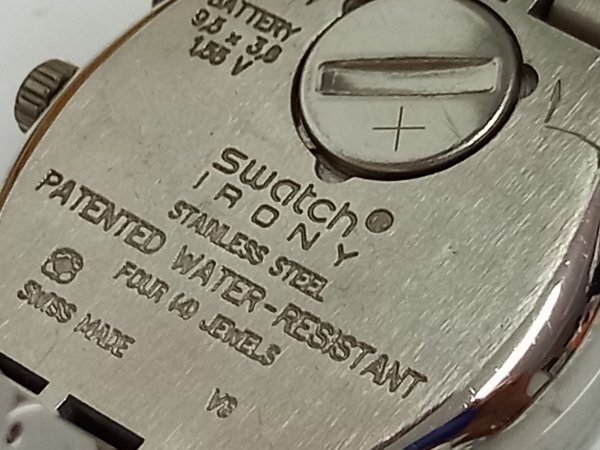 BATTERY
9,5 x 3,0
1.55 V
+
swatch
IRONY
STAINLESS STEEL
PATENTED WATER-RESISTANT
FOUR (4) JEWELS
SWISS MADE
V8